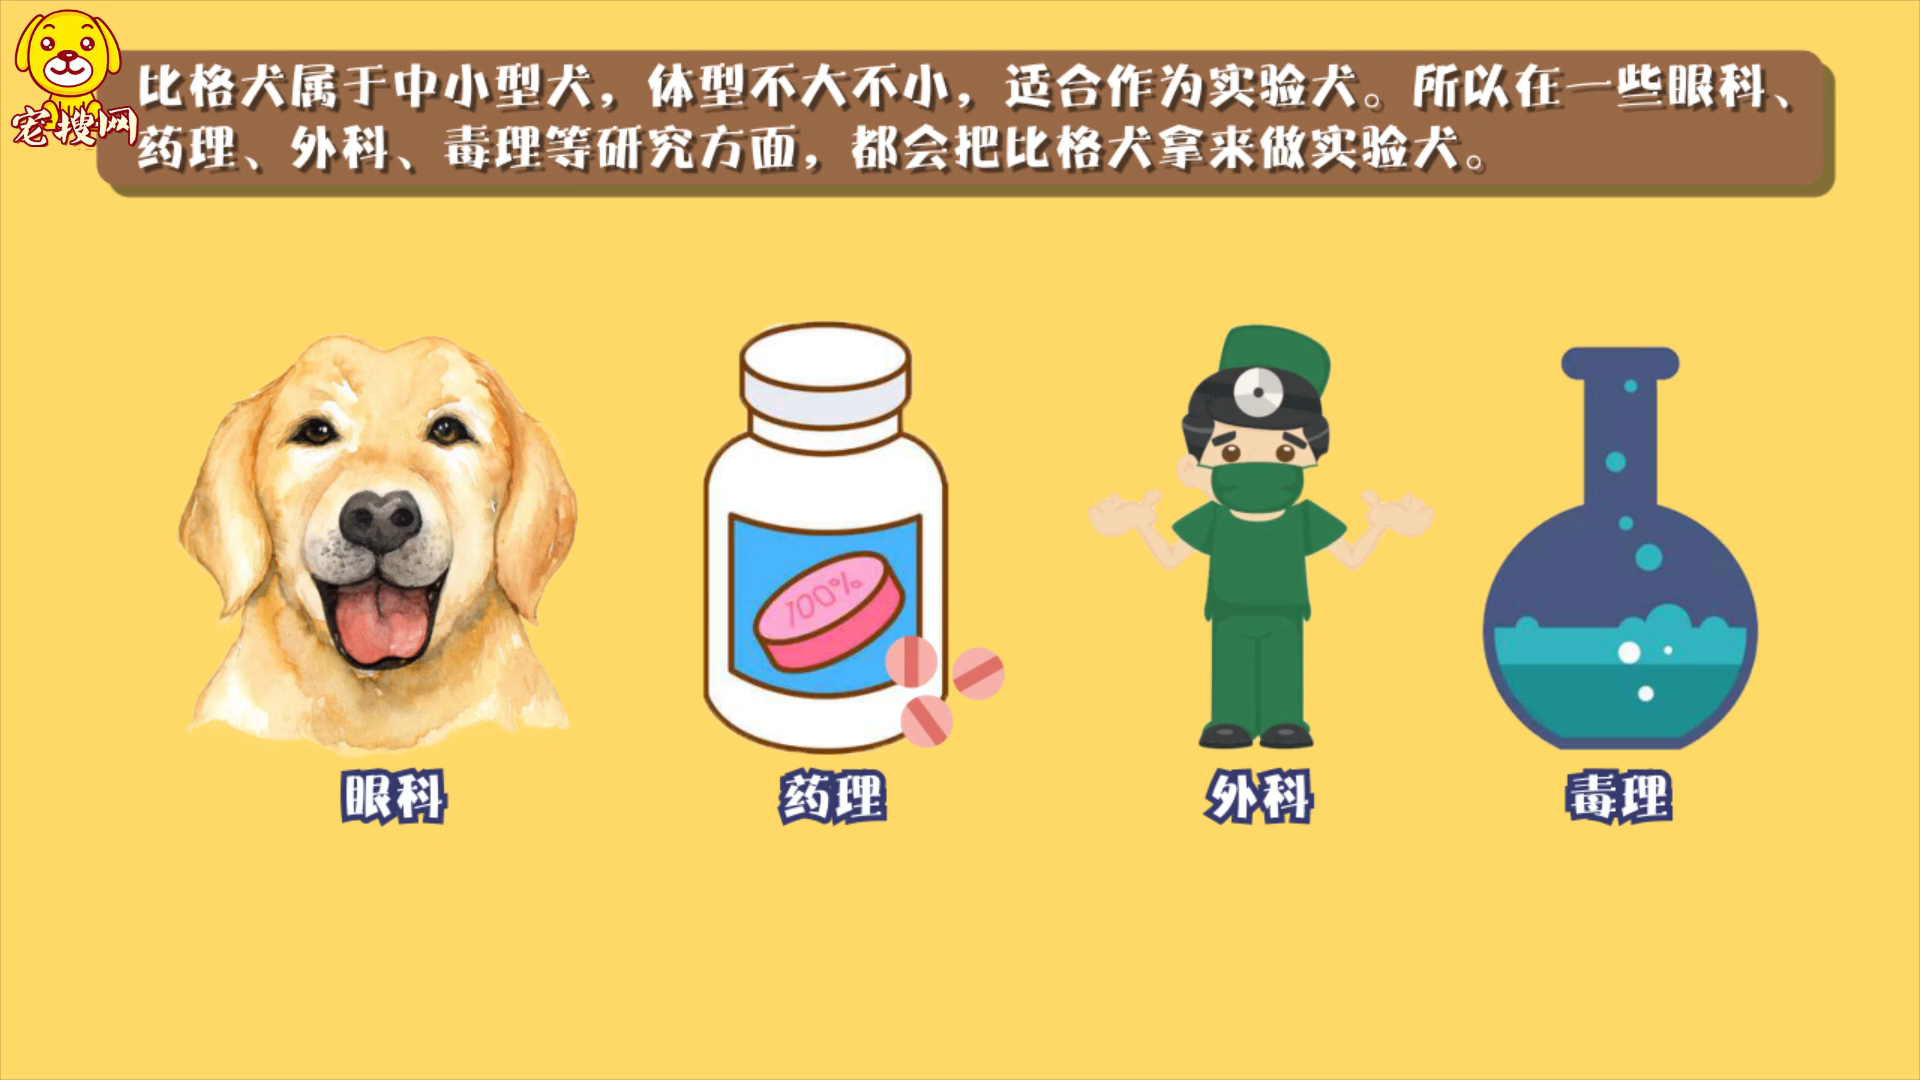 宠搜网
比格犬属于中小型犬，体型不大不小，适合作为实验犬。所以在一些眼科、
药理、外科、毒理等研究方面，都会把比格犬拿来做实验犬。
100%
眼科
药理
外科
毒理